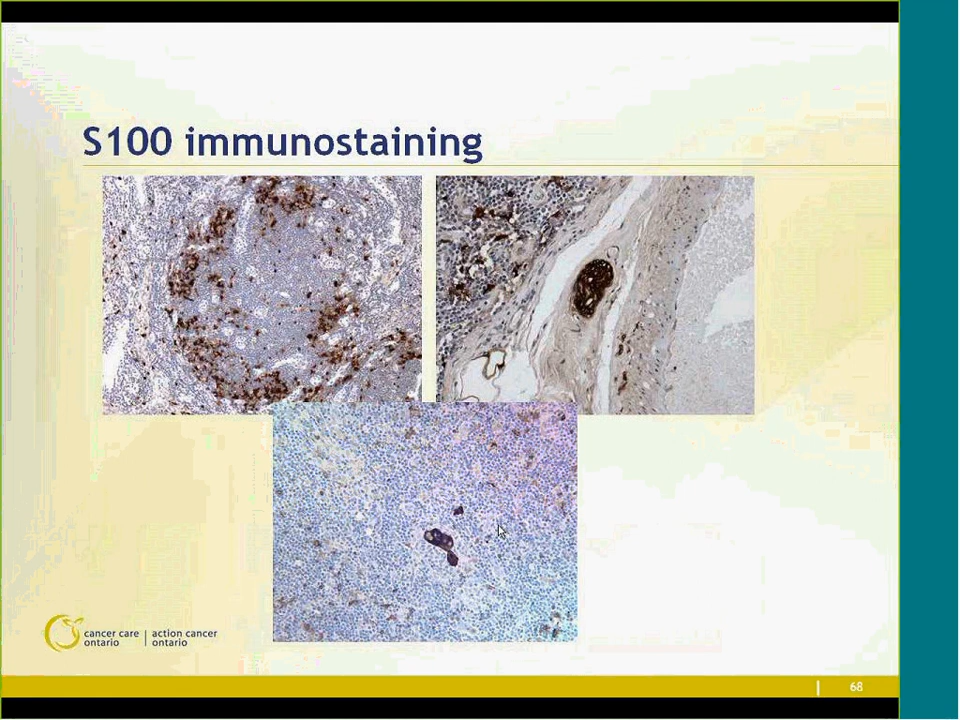 S100 immunostaining
cancer care | action cancer
ontario | ontario
68